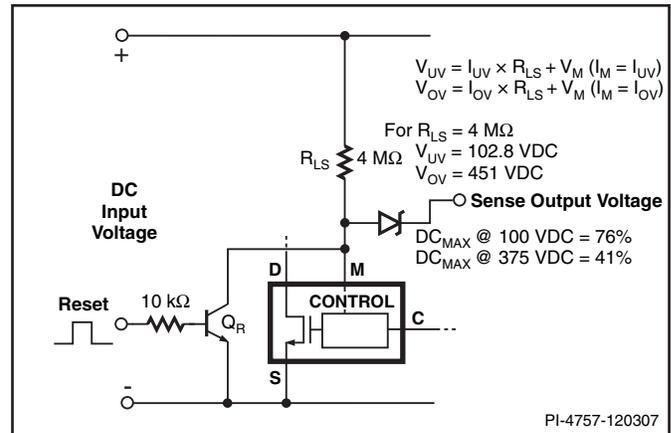 +
V_UV = I_UV × R_LS + V_M (I_M = I_UV)
V_OV = I_OV × R_LS + V_M (I_M = I_OV)
For R_LS = 4 MΩ
V_UV = 102.8 VDC
V_OV = 451 VDC
R_LS 4 MΩ
DC
Input
Voltage
Sense Output Voltage
DC_MAX @ 100 VDC = 76%
DC_MAX @ 375 VDC = 41%
D M
CONTROL
C
Reset 10 kΩ
Q_R
S
-
PI-4757-120307